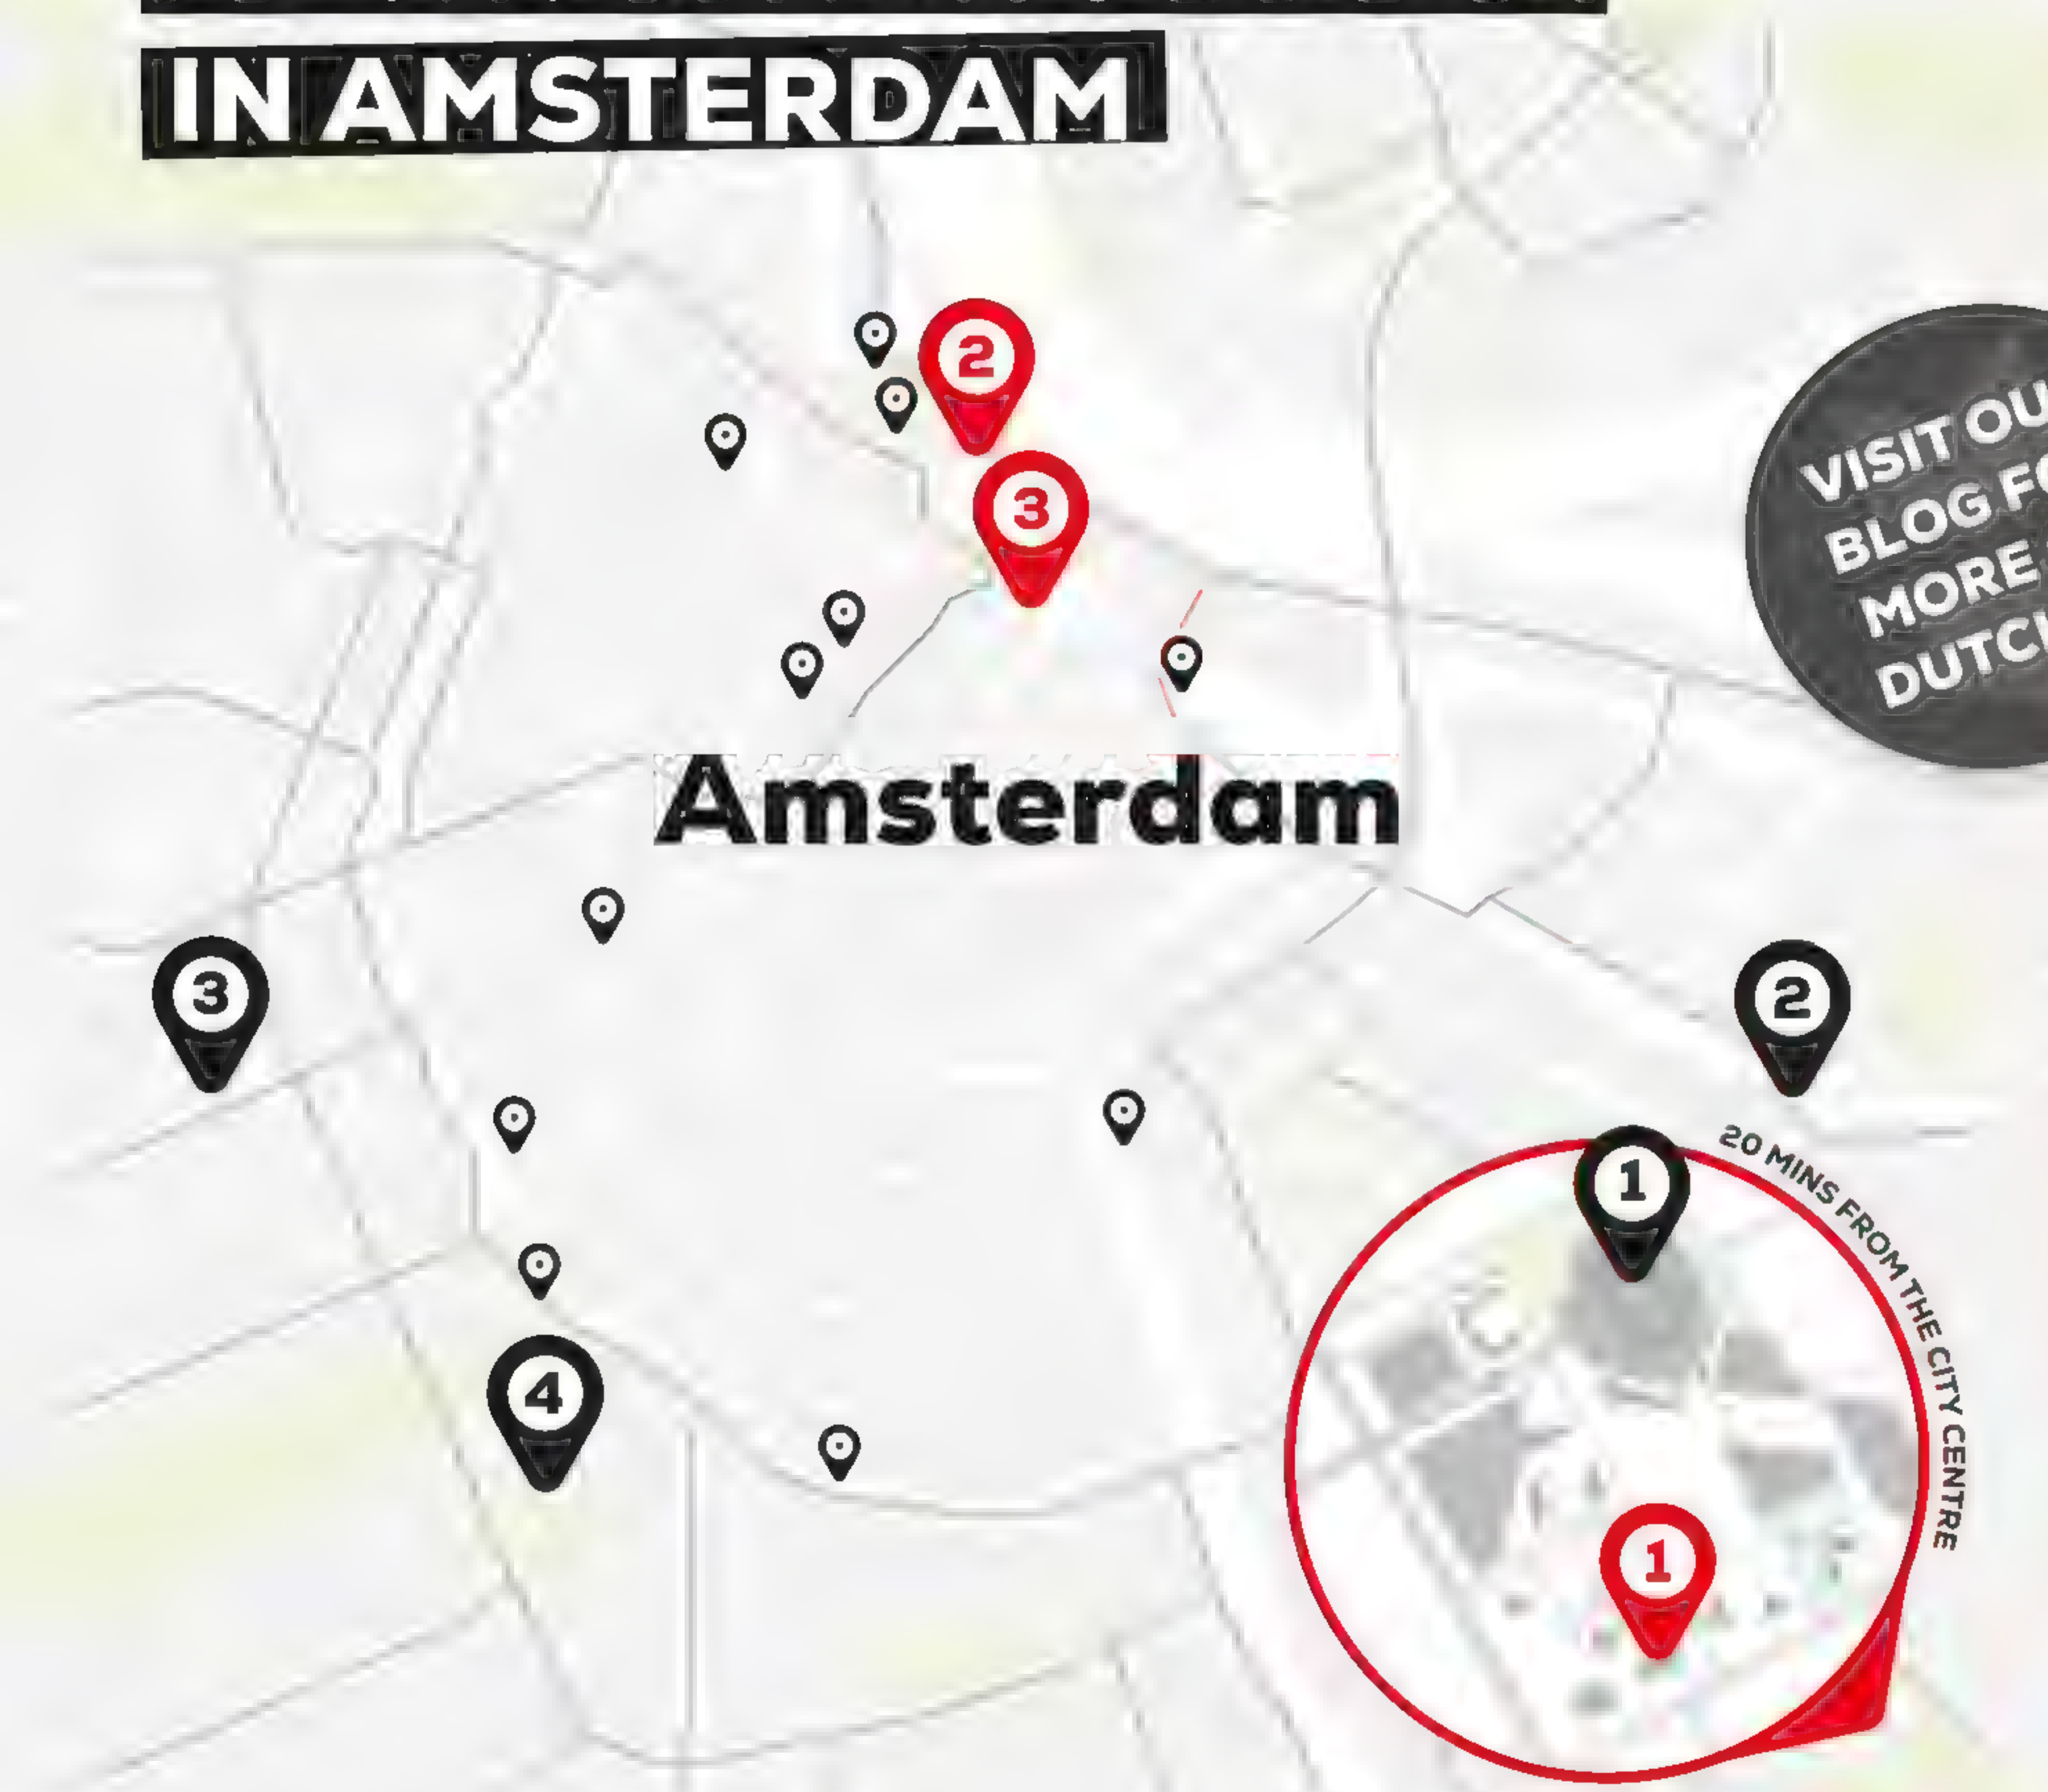 IN AMSTERDAM
2
3
VISIT OU
BLOG FO
MORE
DUTCH
Amsterdam
3
2
1
20 MINS FROM THE CITY CENTRE
4
1